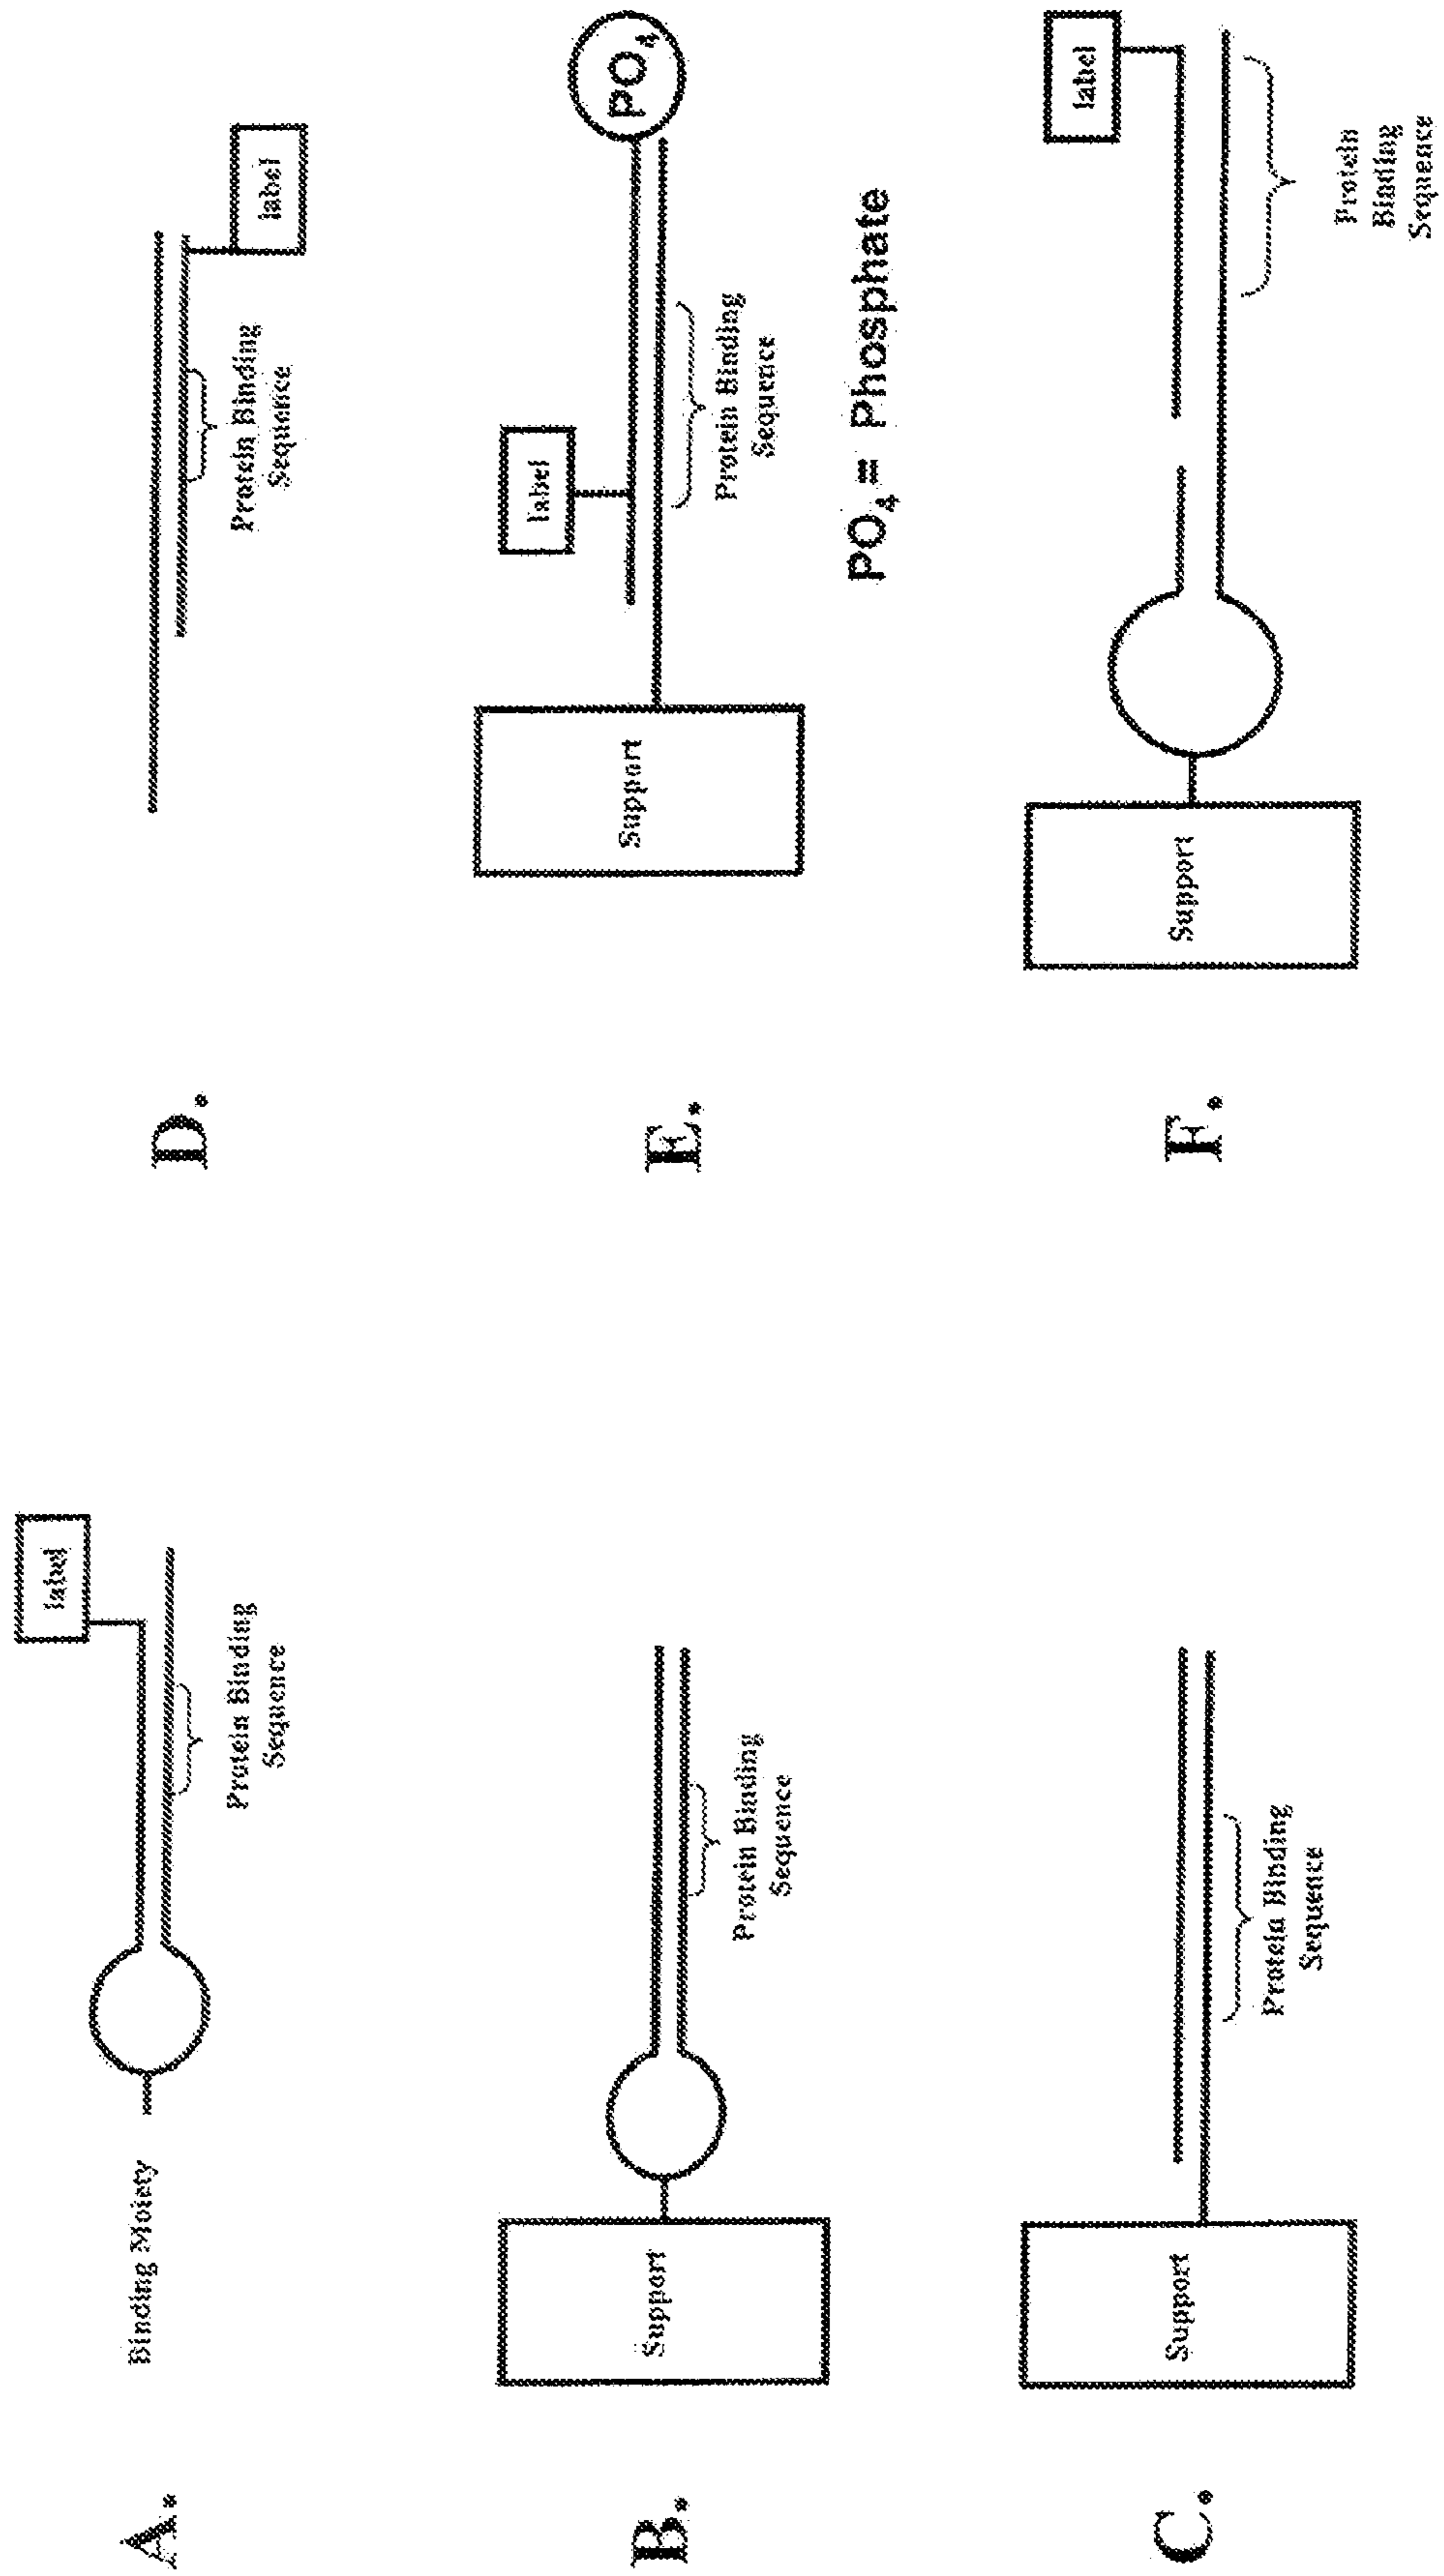 A.
Binding Moiety
label
Protein Binding
Sequence
B.
Support
Protein Binding
Sequence
C.
Support
Protein Binding
Sequence
D.
Protein Binding
Sequence
label
E.
Support
label
Protein Binding
Sequence
PO₄
PO₄ = Phosphate
F.
Support
label
Protein
Binding
Sequence